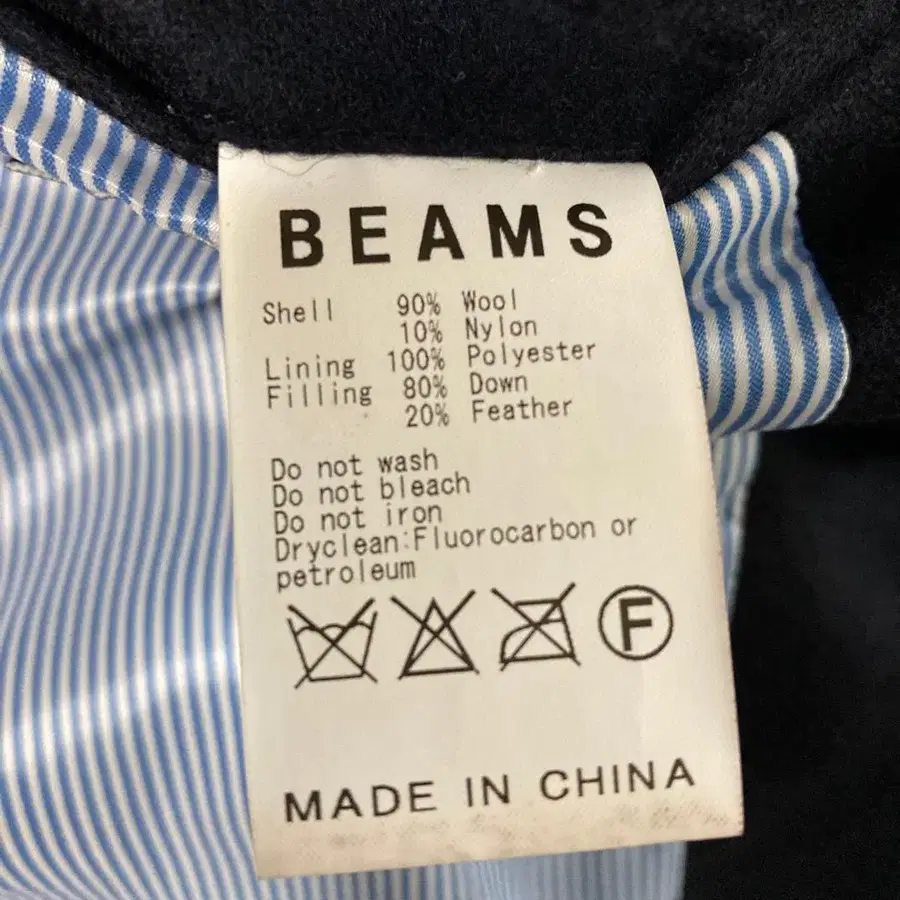 BEAMS
Shell 90% Wool
10% Nylon
Lining 100% Polyester
Filling 80% Down
20% Feather
Do not wash
Do not bleach
Do not iron
Dryclean:Fluorocarbon or
petroleum
F
MADE IN CHINA